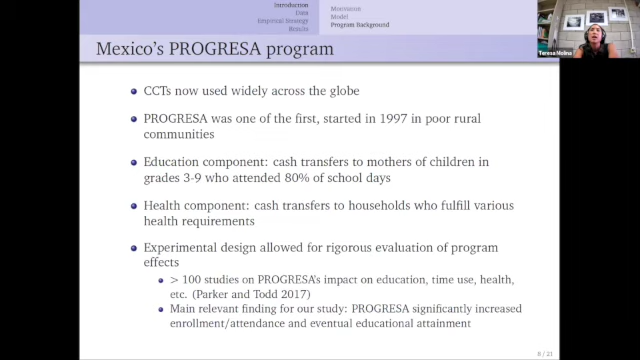 Introduction
Data
Empirical Strategy
Results
Motivation
Model
Program Background
Mexico's PROGRESA program
CCTs now used widely across the globe
PROGRESA was one of the first, started in 1997 in poor rural
communities
Education component: cash transfers to mothers of children in
grades 3-9 who attended 80% of school days
Health component: cash transfers to households who fulfill various
health requirements
Experimental design allowed for rigorous evaluation of program
effects
> 100 studies on PROGRESA's impact on education, time use, health,
etc. (Parker and Todd 2017)
Main relevant finding for our study: PROGRESA significantly increased
enrollment/attendance and eventual educational attainment
8 / 21
Teresa Molina